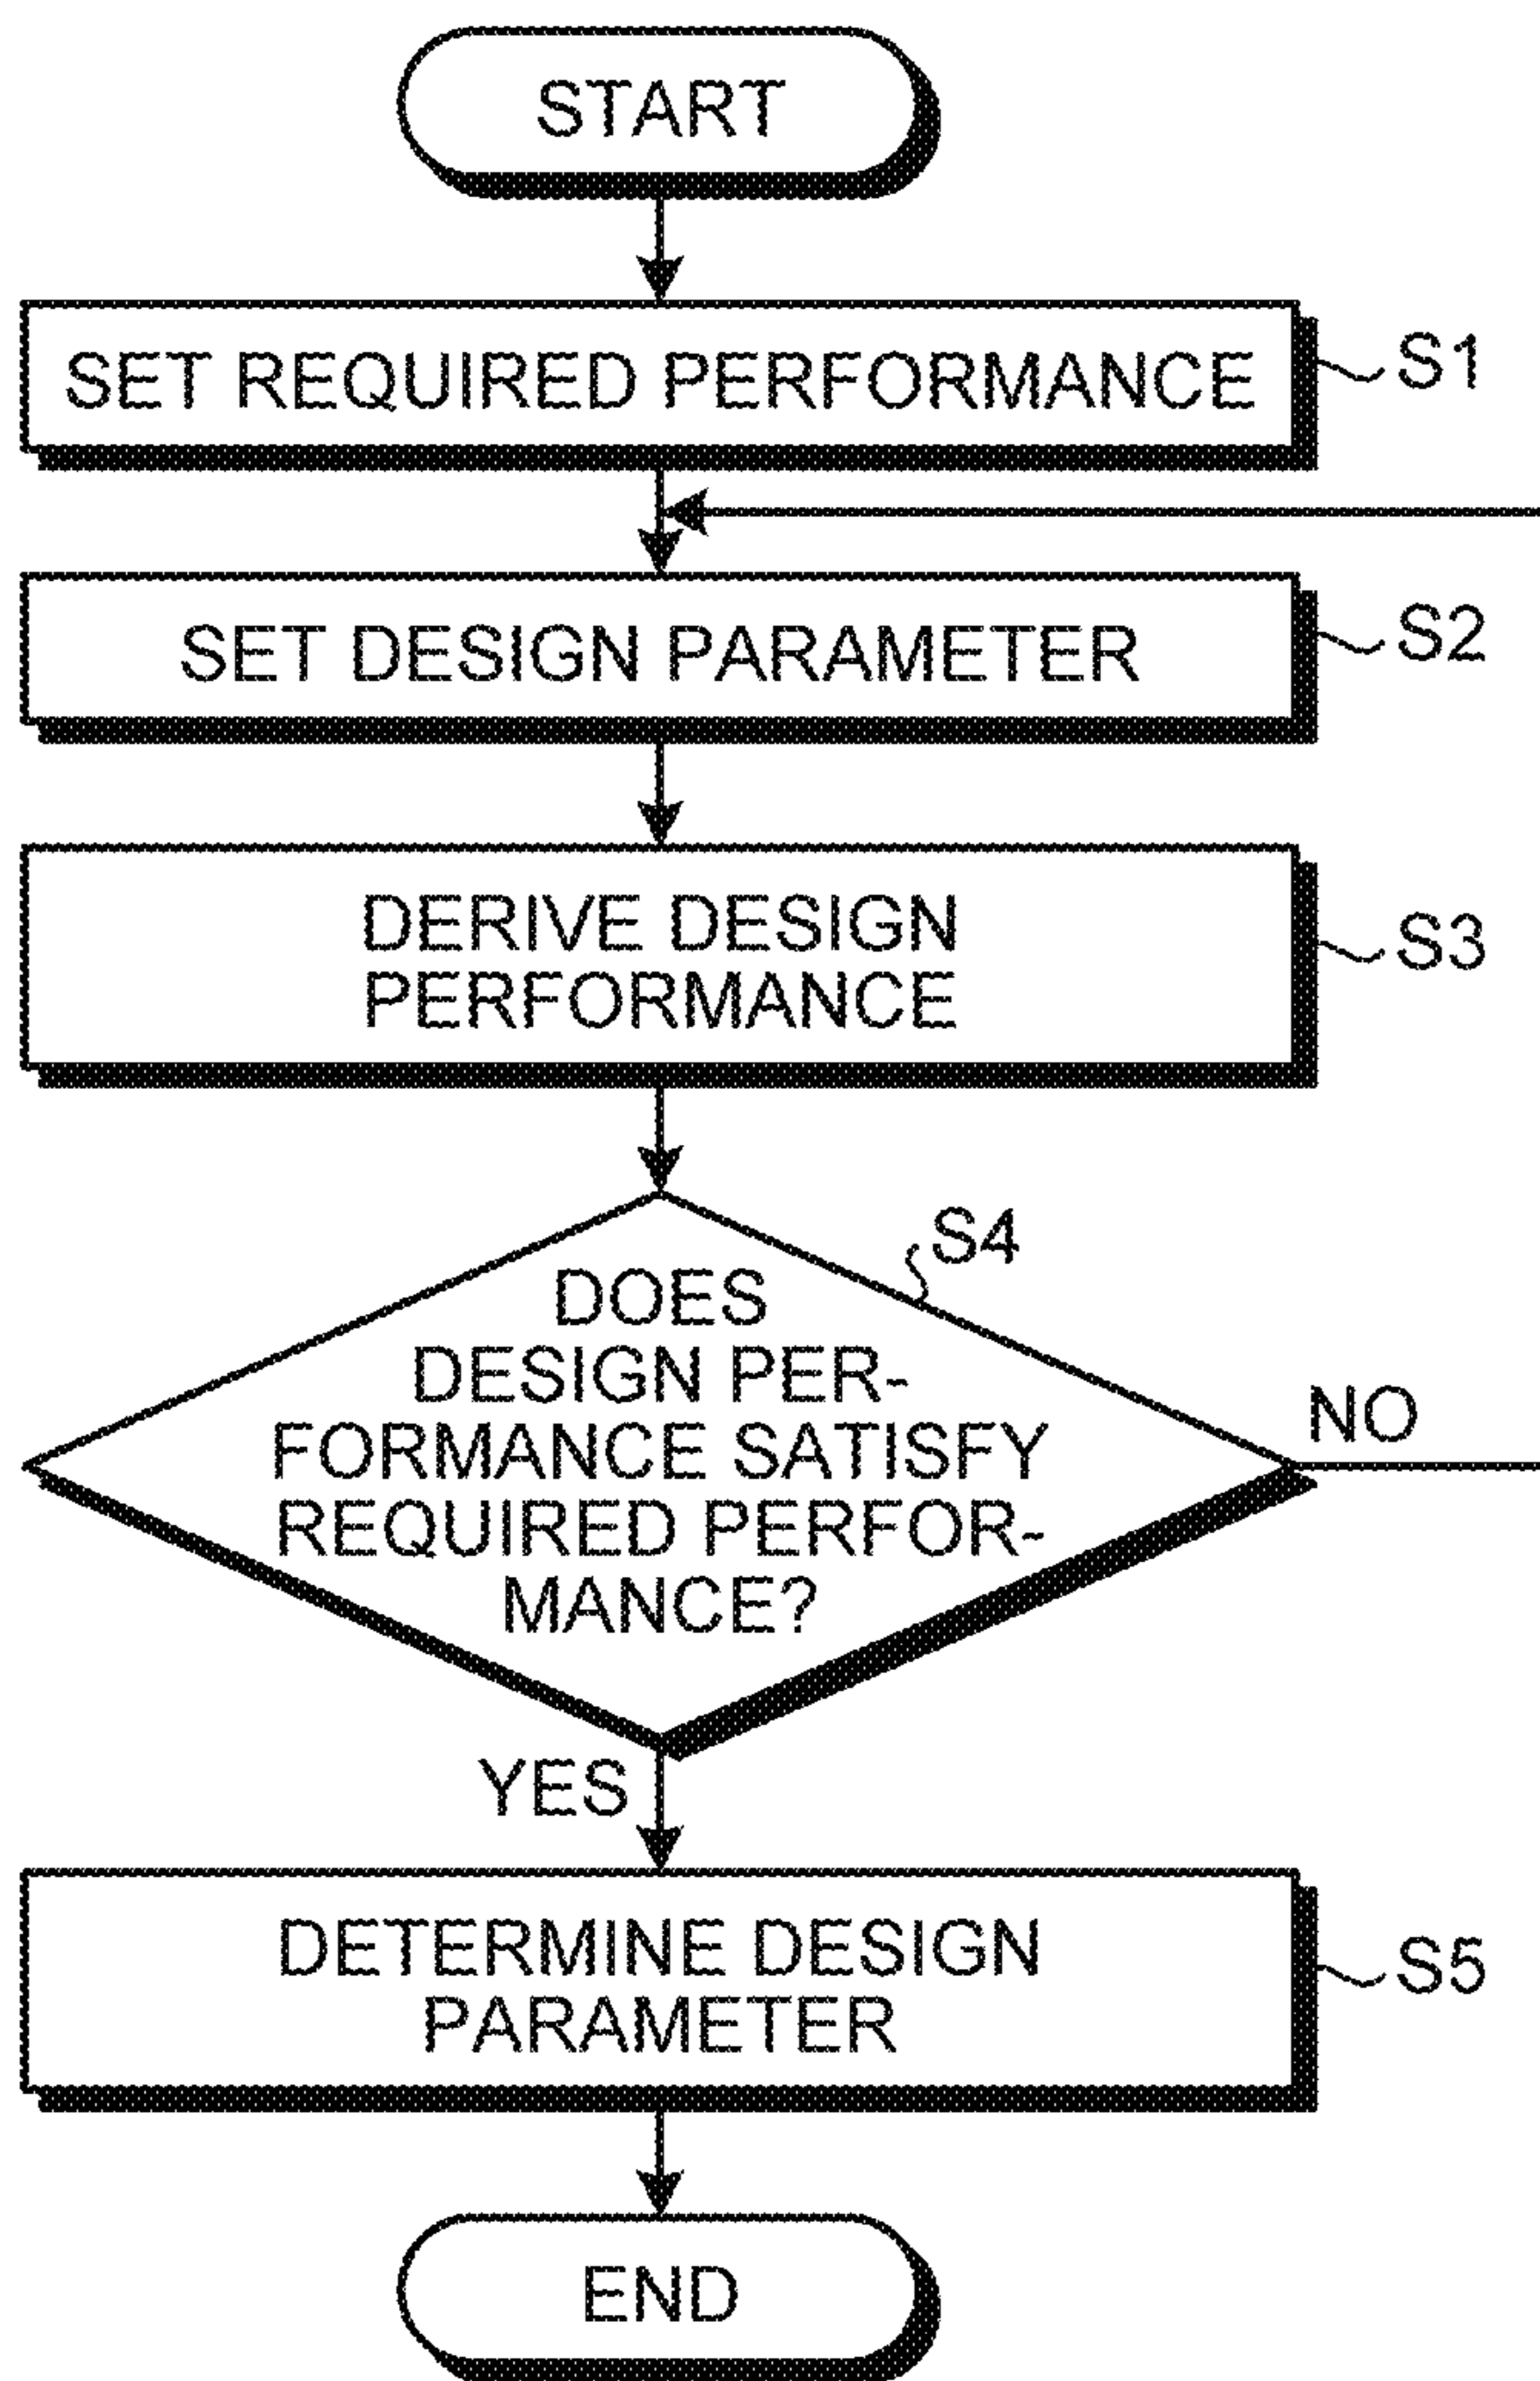 START
SET REQUIRED PERFORMANCE
S1
SET DESIGN PARAMETER
S2
DERIVE DESIGN
PERFORMANCE
S3
S4
DOES
DESIGN PER-
FORMANCE SATISFY
REQUIRED PERFOR-
MANCE?
NO
YES
DETERMINE DESIGN
PARAMETER
S5
END